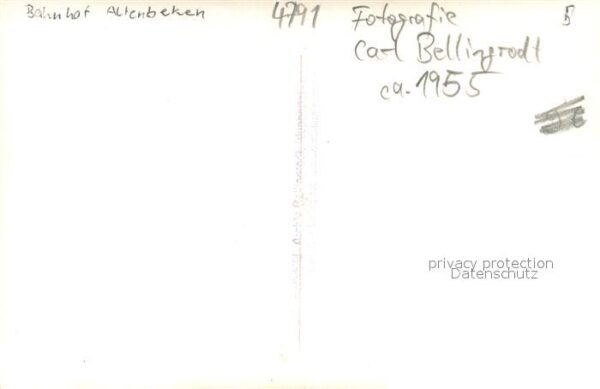 Bahnhof Altenbeken
4791
Fotografie
Carl Bellingrodt
ca. 1955
5
privacy protection
Datenschutz